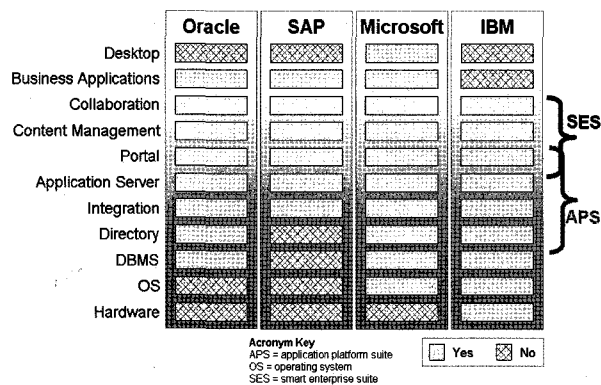 Oracle SAP Microsoft IBM
Desktop
Business Applications
Collaboration
Content Management
Portal
Application Server
Integration
Directory
DBMS
OS
Hardware
SES
APS
Acronym Key
APS = application platform suite
OS = operating system
SES = smart enterprise suite
Yes No